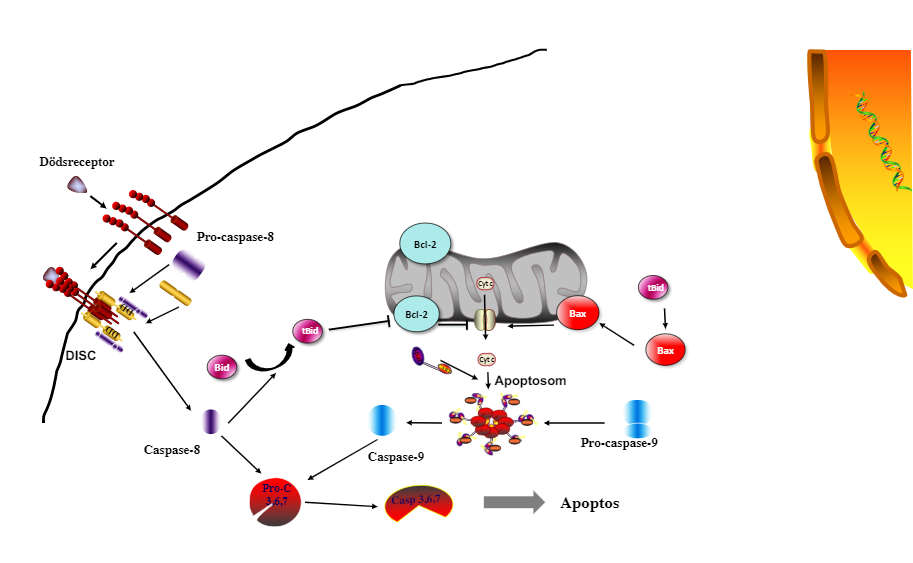 Dödsreceptor
Pro-caspase-8
Bcl-2
Cyt c
tBid
Bcl-2
Bax
tBid
Bax
DISC
Bid
Cyt c
Apoptosom
Caspase-8
Caspase-9
Pro-caspase-9
Pro-C
3,6,7
Casp 3,6,7
Apoptos